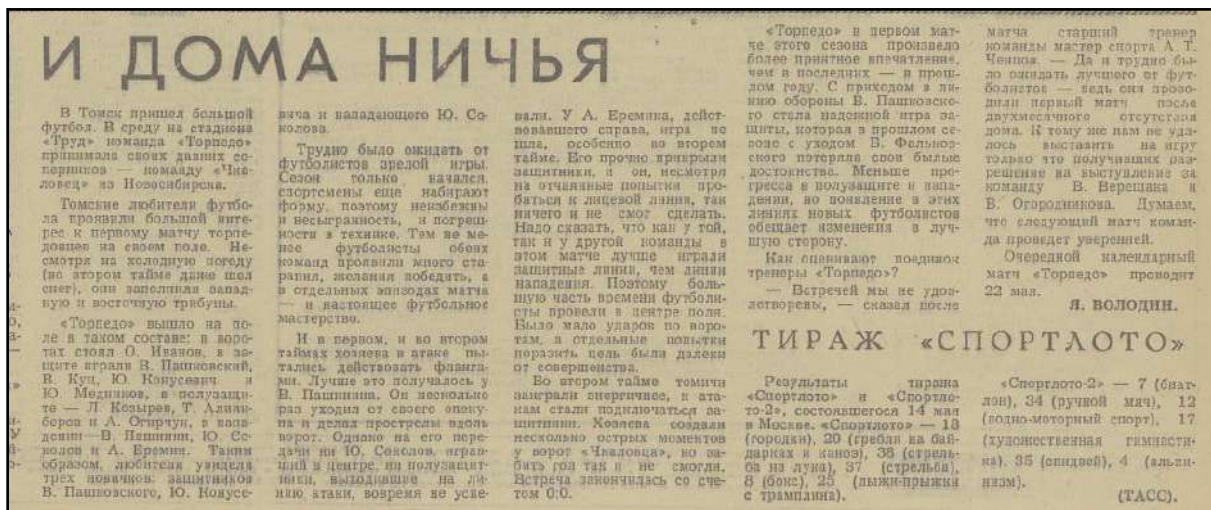 И ДОМА НИЧЬЯ
В Томск пришел большой
футбол. В среду на стадионе
«Труд» команда «Торпедо»
принимала своих давних со-
перников — команду «Чка-
ловец» из Новосибирска.
Томские любители футбо-
ла проявили большой инте-
рес к первому матчу торпе-
довцев на своем поле. Не-
смотря на холодную погоду
(во втором тайме даже шел
снег), они заполнили запад-
ную и восточную трибуны.
«Торпедо» вышло на по-
ле в таком составе: в воро-
тах стоял О. Иванов, в за-
щите играли В. Пашковский,
В. Куц, Ю. Конусевич и
Ю. Медников, в полузащи-
те — Л. Козырев, Т.
и А. Огирчук, в напа-
дении — В. Пашнин, Ю. Со-
колов и А. Еремин. Таким
образом, любители увидели
трех новичков: защитников
В. Пашковского, Ю. Конусе-
вича и нападающего Ю. Со-
колова.
Трудно было ожидать от
футболистов зрелой игры.
Сезон только начался,
спортсмены еще набирают
форму, поэтому неизбежны
и несыгранность, и погреш-
ности в технике. Тем не ме-
нее футболисты обеих
команд проявили много ста-
рания, желания победить, а
в отдельных эпизодах матча
— и настоящее футбольное
мастерство.
И в первом, и во втором
таймах хозяева в атаке пы-
тались действовать фланга-
ми. Лучше это получалось у
В. Пашнина. Он несколько
раз уходил от своего опеку-
на и делал прострелы вдоль
ворот. Однако на его пере-
дачи ни Ю. Соколов, играв-
ший в центре, ни полузащит-
ники, выходившие на ли-
нию атаки, вовремя не успе-
вали. У А. Еремина, дейст-
вовавшего справа, игра не
шла, особенно во втором
тайме. Его прочно прикрыли
защитники, и он, несмотря
на отчаянные попытки про-
биться к лицевой линии, так
ничего и не смог сделать.
Надо сказать, что как у той,
так и у другой команды в
этом матче лучше играли
защитные линии, чем линии
нападения. Поэтому боль-
шую часть времени футболи-
сты провели в центре поля.
Было мало ударов по воро-
там, а отдельные попытки
поразить цель были далеки
от совершенства.
Во втором тайме томичи
заиграли энергичнее, к ата-
кам стали подключаться за-
щитники. Хозяева создали
несколько острых моментов
у ворот «Чкаловца», но за-
бить гол так и не смогли.
Встреча закончилась со сче-
том 0:0.
«Торпедо» в первом мат-
че этого сезона произвело
более приятное впечатление,
чем в последних — в прош-
лом году. С приходом в ли-
нию обороны В. Пашковско-
го стала надежной игра за-
щиты, которая в прошлом се-
зоне с уходом В. Фальков-
ского потеряла свои былые
достоинства. Меньше про-
гресса в полузащите и напа-
дении, но появление в этих
линиях новых футболистов
обещает изменения в луч-
шую сторону.
Как оценивают поединок
тренеры «Торпедо»?
— Встречей мы не удов-
летворены, — сказал после
матча старший тренер
команды мастер спорта А. Т.
Ченцов. — Да и трудно бы-
ло ожидать лучшего от фут-
болистов — ведь они прово-
дили первый матч после
двухмесячного отсутствия
дома. К тому же нам не уда-
лось выставить на игру
только что получивших раз-
решение на выступление за
команду В. Верещака и
В. Огородникова. Думаем,
что следующий матч коман-
да проведет уверенней.
Очередной календарный
матч «Торпедо» проводит
22 мая.
Я. ВОЛОДИН.
ТИРАЖ «СПОРТЛОТО»
Результаты тиража
«Спортлото» и «Спортло-
то-2», состоявшегося 14 мая
в Москве. «Спортлото» — 13
(городки), 20 (гребля на бай-
дарках и каноэ), 36 (стрель-
ба из лука), 37 (стрельба),
8 (бокс), 25 (лыжи-прыжки
с трамплина).
«Спортлото-2» — 7 (биат-
лон), 34 (ручной мяч), 12
(водно-моторный спорт), 17
(художественная гимнасти-
ка), 35 (спидвей), 4 (альпи-
низм).
(ТАСС).